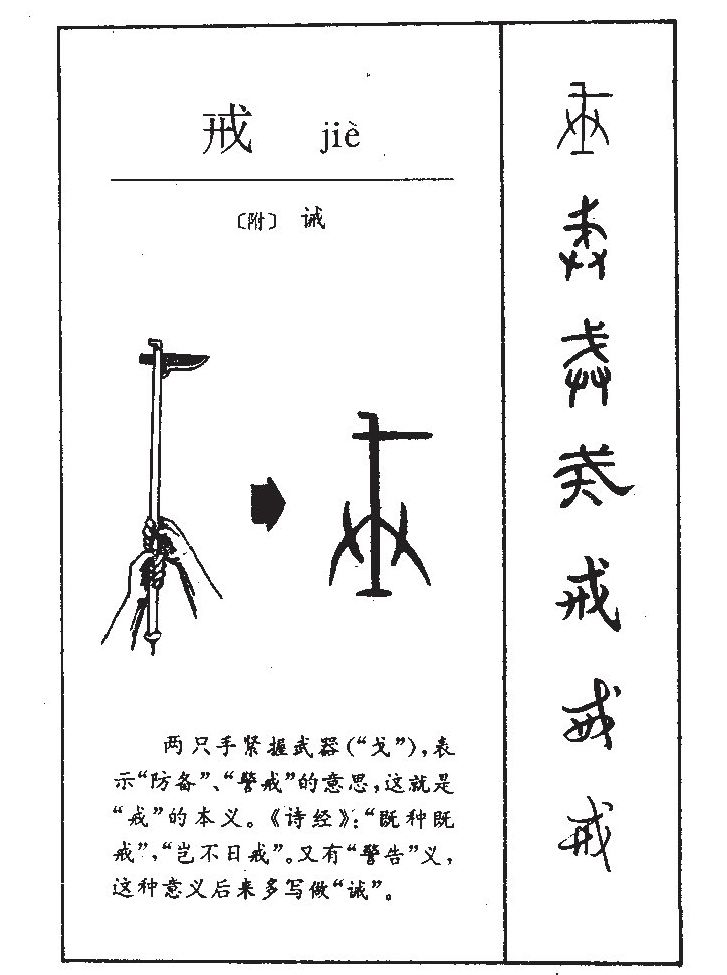 戒 jiè
〔附〕 诫
两只手紧握武器(“戈”),表
示“防备”、“警戒”的意思,这就是
“戒”的本义。《诗经》:“既种既
戒”,“岂不日戒”。又有“警告”义,
这种意义后来多写做“诫”。
戒
戒
戒